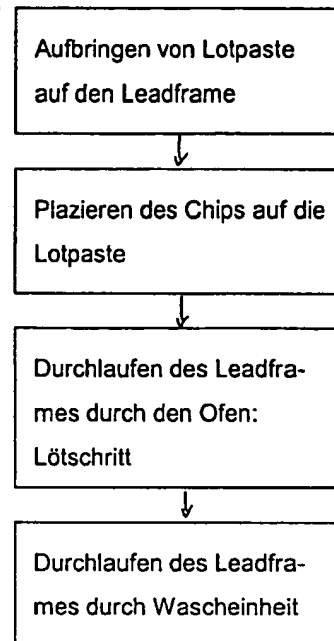 Aufbringen von Lotpaste
auf den Leadframe
Plazieren des Chips auf die
Lotpaste
Durchlaufen des Leadfra-
mes durch den Ofen:
Lötschritt
Durchlaufen des Leadfra-
mes durch Wascheinheit